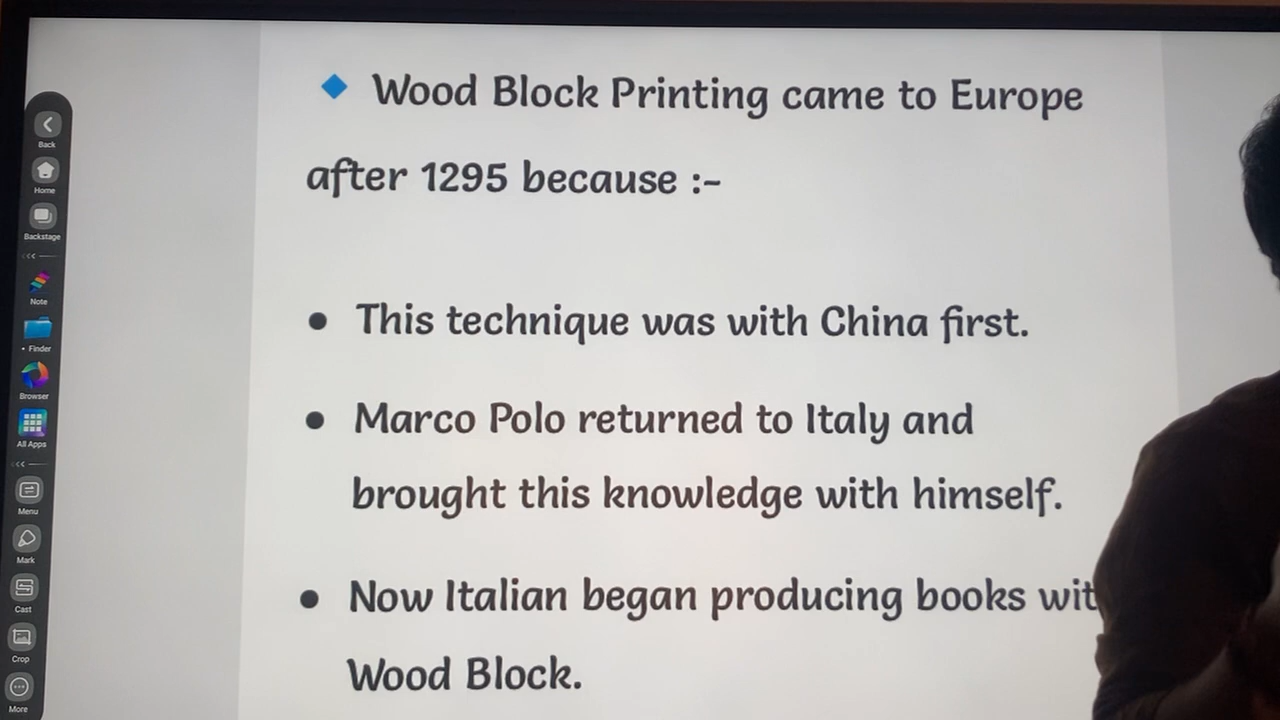 Wood Block Printing came to Europe
after 1295 because :-
• This technique was with China first.
• Marco Polo returned to Italy and
brought this knowledge with himself.
• Now Italian began producing books wit
Wood Block.
Back
Home
Backstage
Note
• Finder
Browser
All Apps
Menu
Mark
Cast
Crop
More